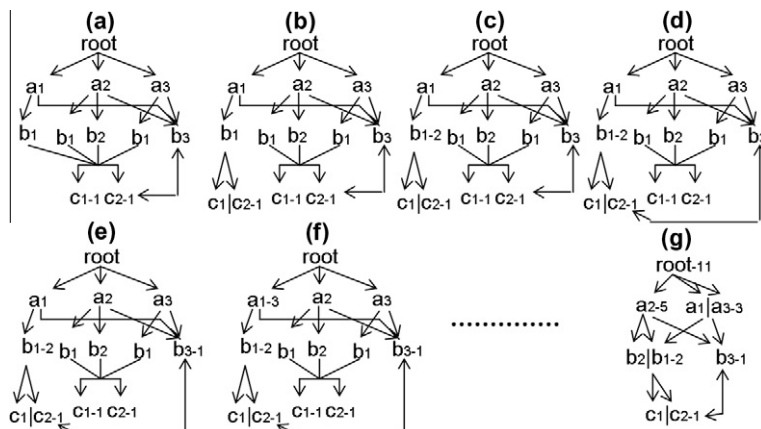 (a) (b) (c) (d)
root root root root
a1 a2 a3 a1 a2 a3 a1 a2 a3 a1 a2 a3
b1 b1 b2 b1 b3 b1 b1 b2 b1 b3 b1-2 b1 b2 b1 b3 b1-2 b1 b2 b1 b3
c1-1 c2-1 c1|c2-1 c1-1 c2-1 c1|c2-1 c1-1 c2-1 c1|c2-1 c1-1 c2-1
(e) (f) (g)
root root root-11
a1 a2 a3 a1-3 a2 a3 a2-5 a1|a3-3
b1-2 b1 b2 b1 b3-1 b1-2 b1 b2 b1 b3-1 b2|b1-2 b3-1
c1|c2-1 c1-1 c2-1 c1|c2-1 c1-1 c2-1 c1|c2-1